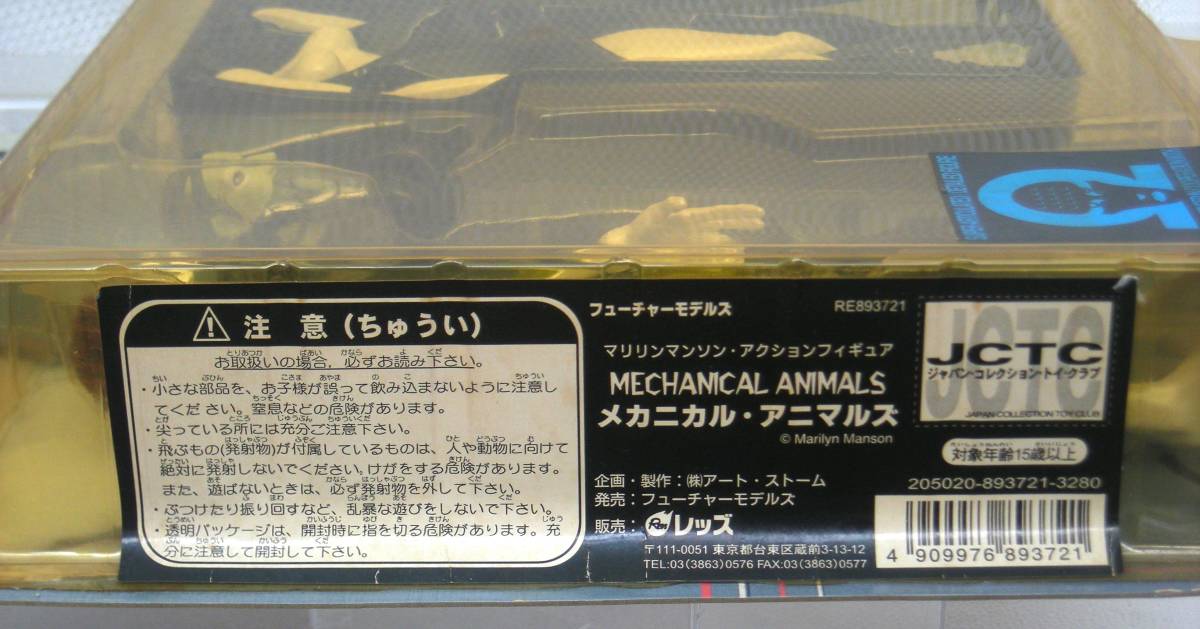 ⚠ 注 意 (ちゅうい)
お取扱いの場合, 必ずお読み下さい。
・小さな部品を、お子様が誤って飲み込まないように注意し
てください。窒息などの危険があります。
・尖っている所には充分ご注意下さい。
・飛ぶもの(発射物)が付属しているものは、人や動物に向けて
絶対に発射しないでください。けがをする危険があります。
また、遊ばないときは、必ず発射物を外して下さい。
・ぶつけたり振り回すなど、乱暴な遊びをしないで下さい。
・透明パッケージは、開封時に指を切る危険があります。充
分に注意して開封して下さい。
フューチャーモデルズ
RE893721
マリリンマンソン・アクションフィギュア
MECHANICAL ANIMALS
メカニカル・アニマルズ
© Marilyn Manson
企画・製作：㈱アート・ストーム
発売：フューチャーモデルズ
販売：レッズ
〒111-0051 東京都台東区蔵前3-13-12
TEL:03(3863)0576 FAX:03(3863)0577
JCTC
ジャパン・コレクション・トイ・クラブ
JAPAN COLLECTION TOY CLUB
対象年齢15歳以上
205020-893721-3280
4 909976 893721